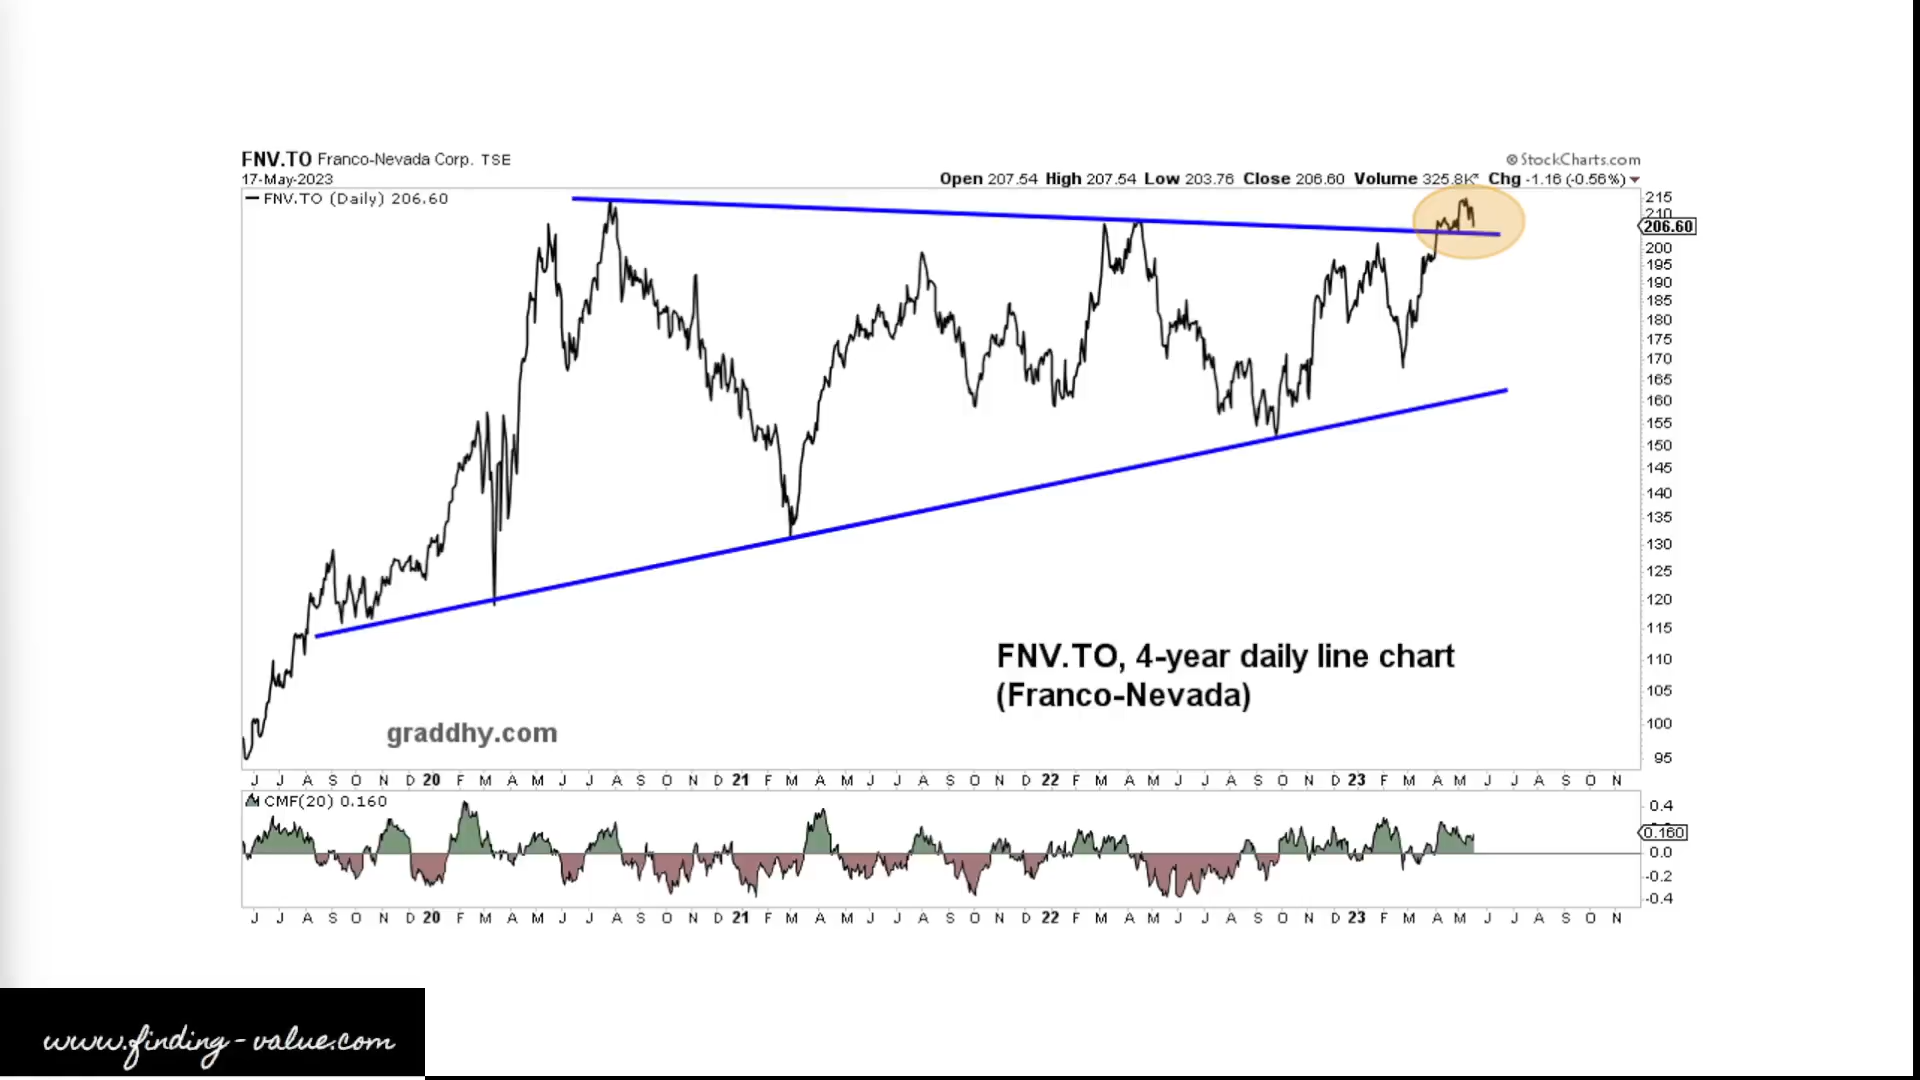 FNV.TO Franco-Nevada Corp. TSE
© StockCharts.com
17-May-2023
Open 207.54 High 207.54 Low 203.76 Close 206.60 Volume 325.8K Chg -1.16 (-0.56%)
FNV.TO (Daily) 206.60
215
210
206.60
200
195
190
185
180
175
170
165
160
155
150
145
140
135
130
125
120
115
110
105
100
95
FNV.TO, 4-year daily line chart
(Franco-Nevada)
graddhy.com
J J A S O N D 20 F M A M J J A S O N D 21 F M A M J J A S O N D 22 F M A M J J A S O N D 23 F M A M J J A S O N
CMF(20) 0.160
0.4
0.160
0.0
-0.2
-0.4
J J A S O N D 20 F M A M J J A S O N D 21 F M A M J J A S O N D 22 F M A M J J A S O N D 23 F M A M J J A S O N
www.finding-value.com